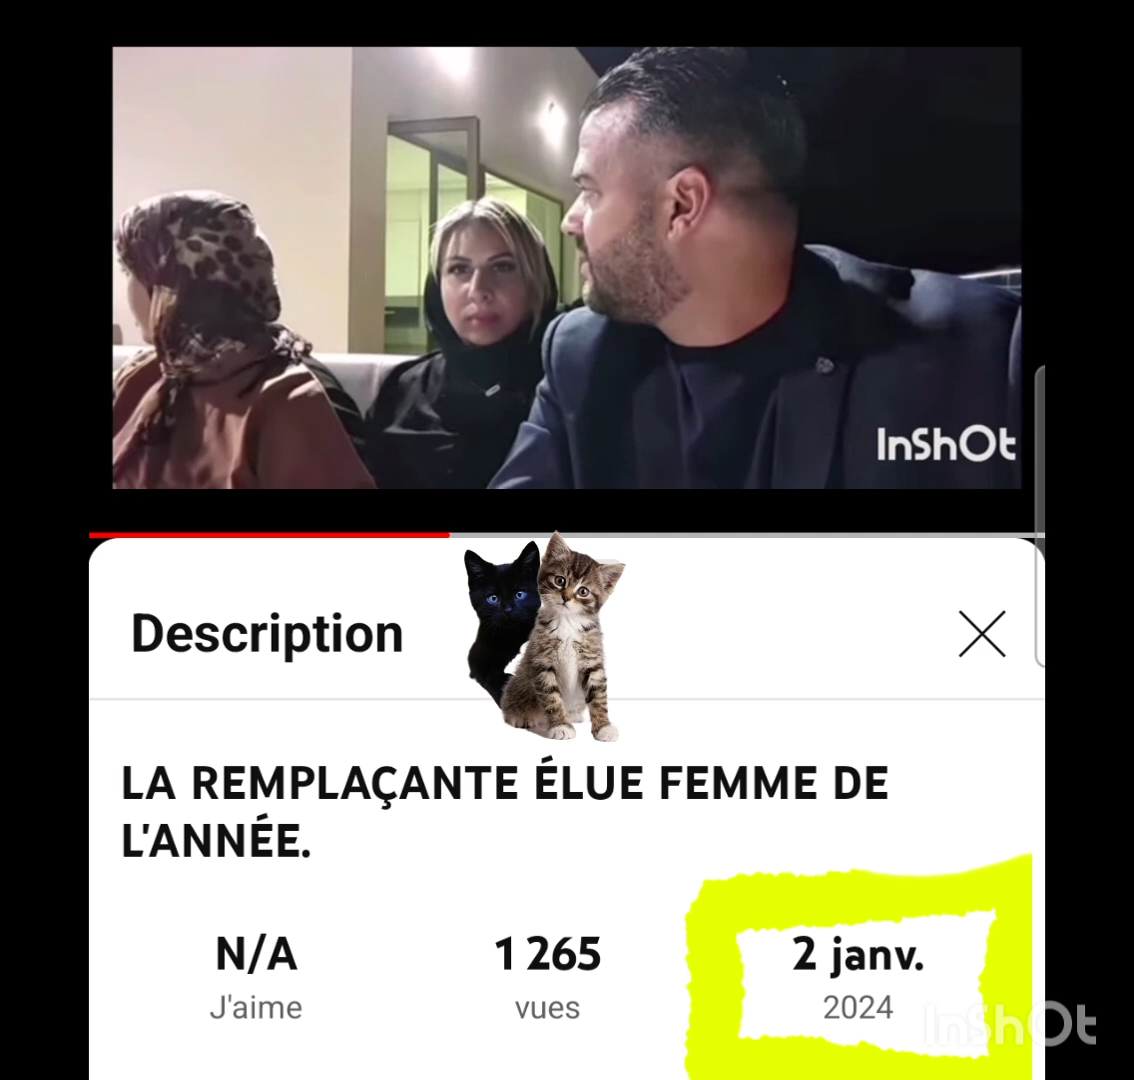 InShOt
Description
LA REMPLAÇANTE ÉLUE FEMME DE
L'ANNÉE.
N/A
1 265
2 janv.
J'aime
vues
2024
InShOt